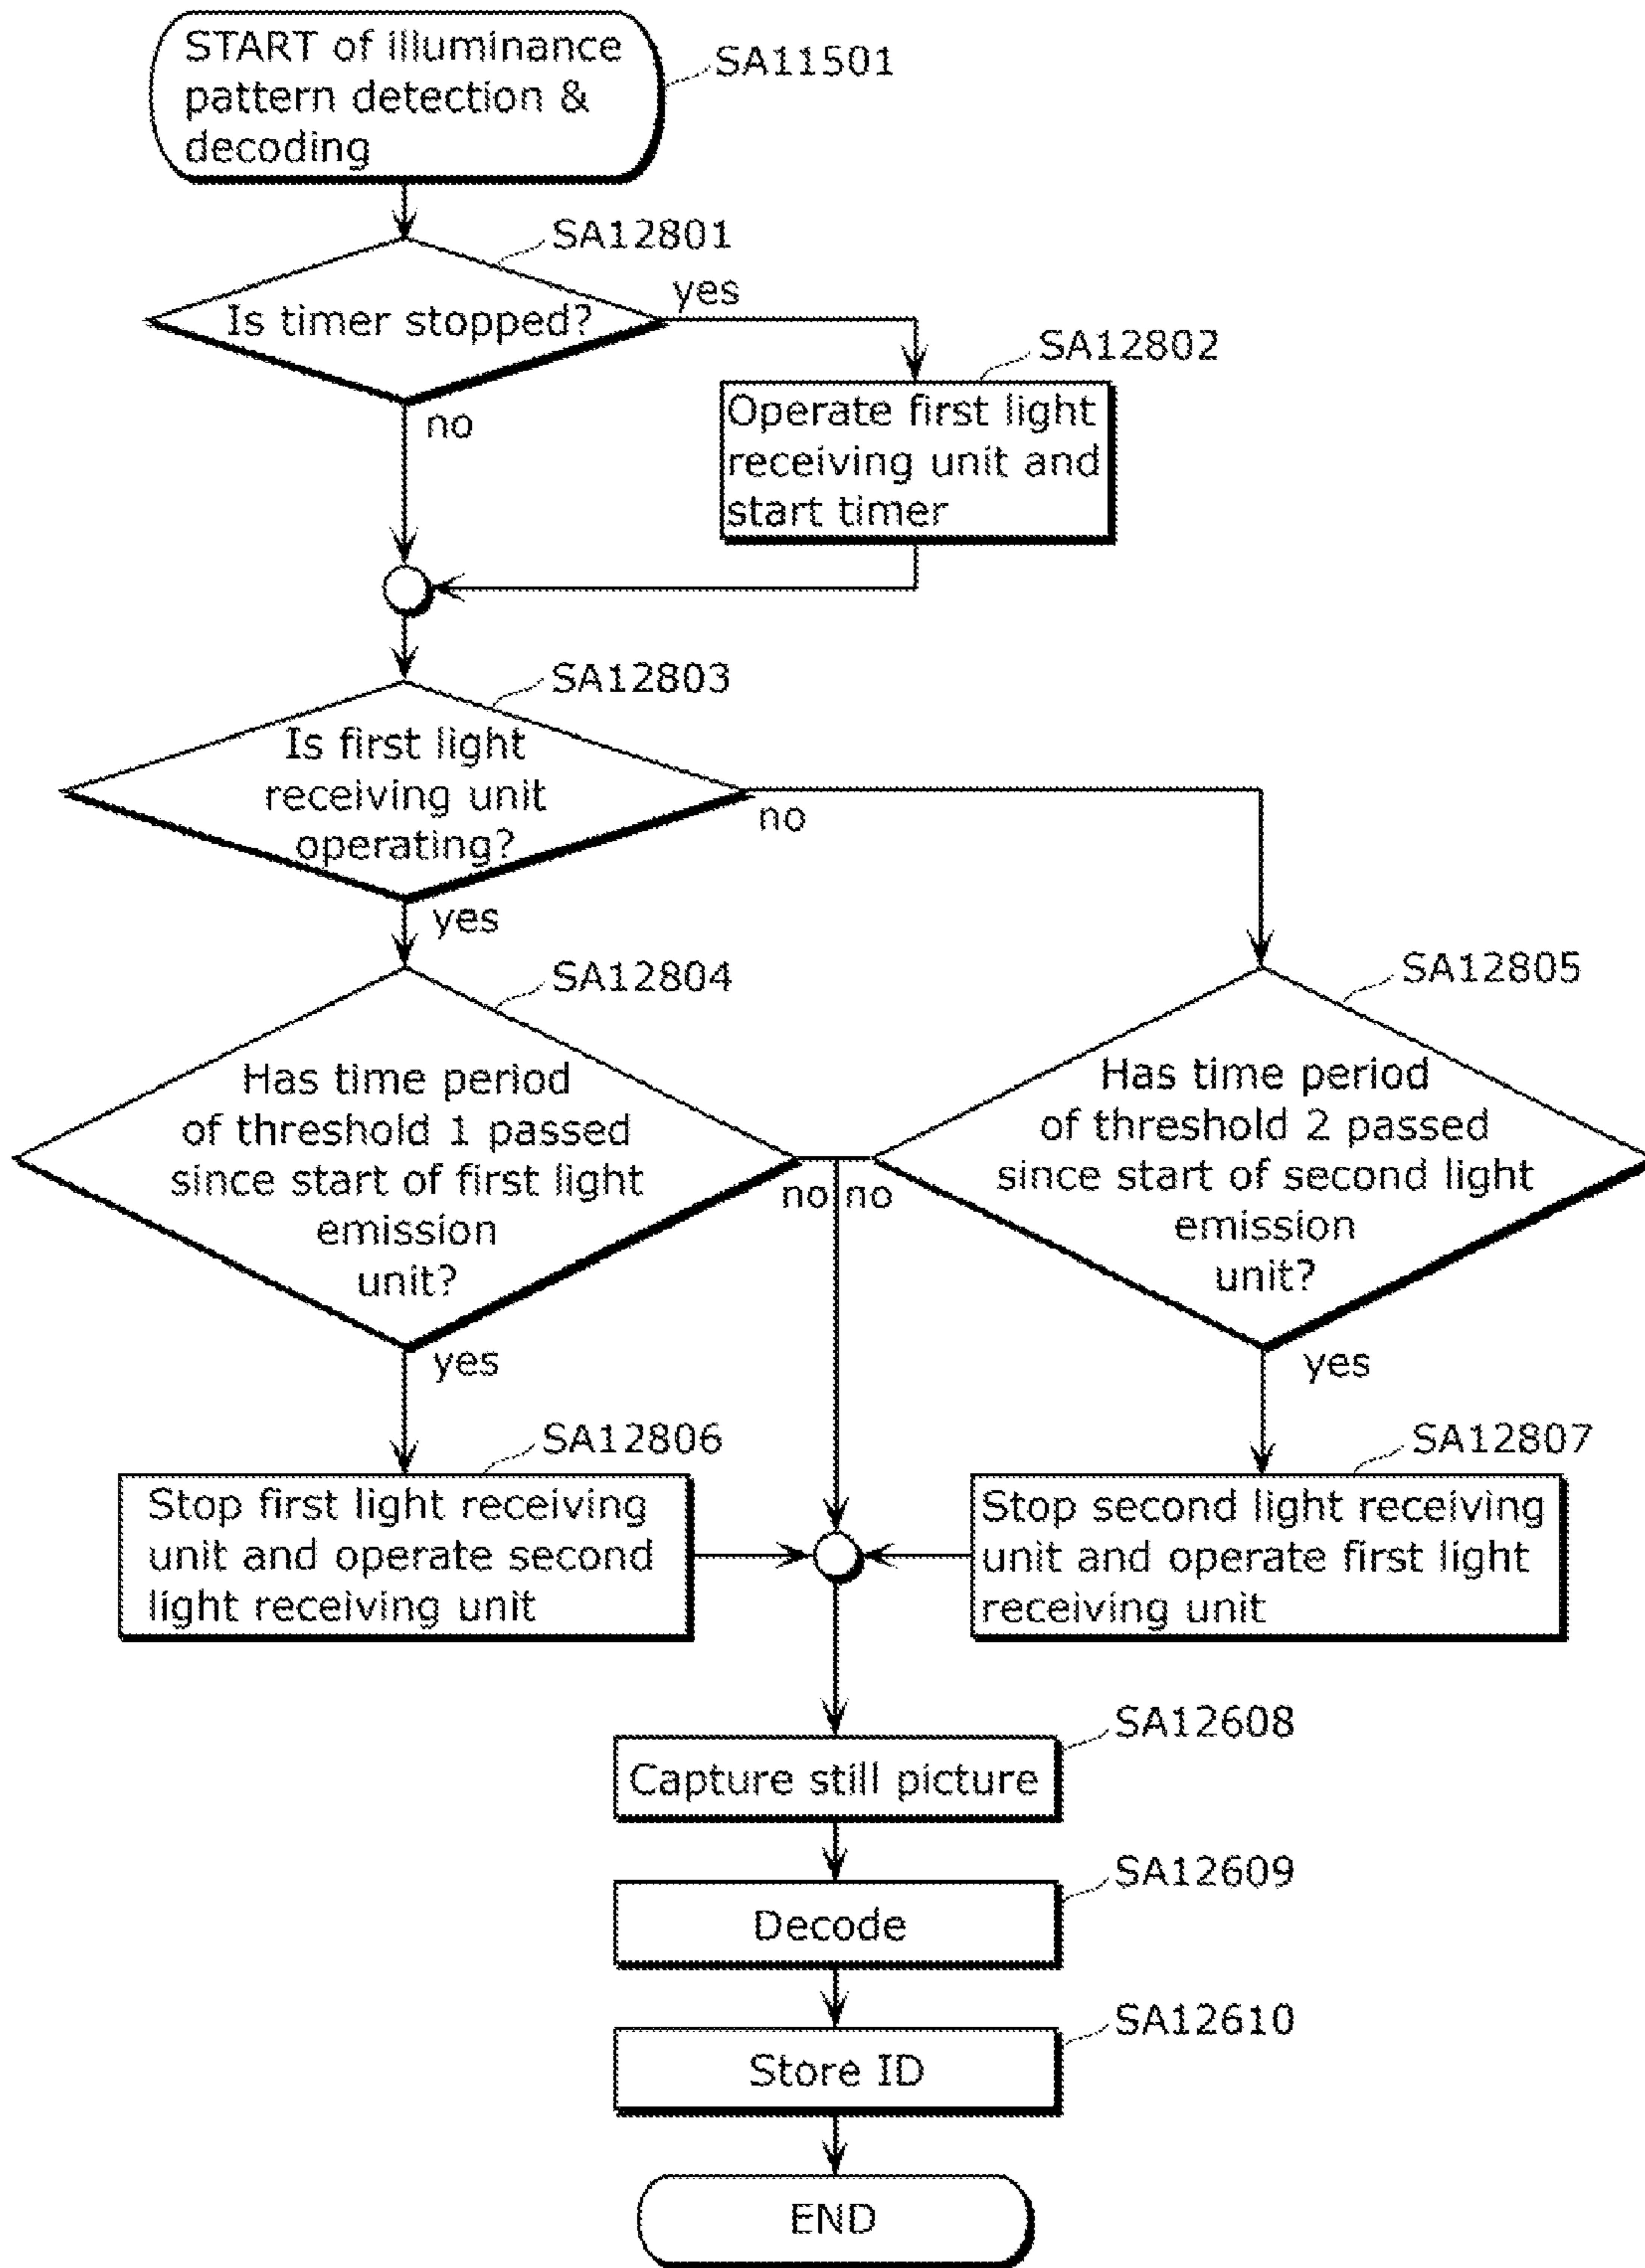 START of illuminance
pattern detection &
decoding
SA11501
SA12801
Is timer stopped?
yes
no
SA12802
Operate first light
receiving unit and
start timer
SA12803
Is first light
receiving unit
operating?
no
yes
SA12804
Has time period
of threshold 1 passed
since start of first light
emission
unit?
no
yes
SA12805
Has time period
of threshold 2 passed
since start of second light
emission
unit?
no
yes
SA12806
Stop first light receiving
unit and operate second
light receiving unit
SA12807
Stop second light receiving
unit and operate first light
receiving unit
SA12608
Capture still picture
SA12609
Decode
SA12610
Store ID
END